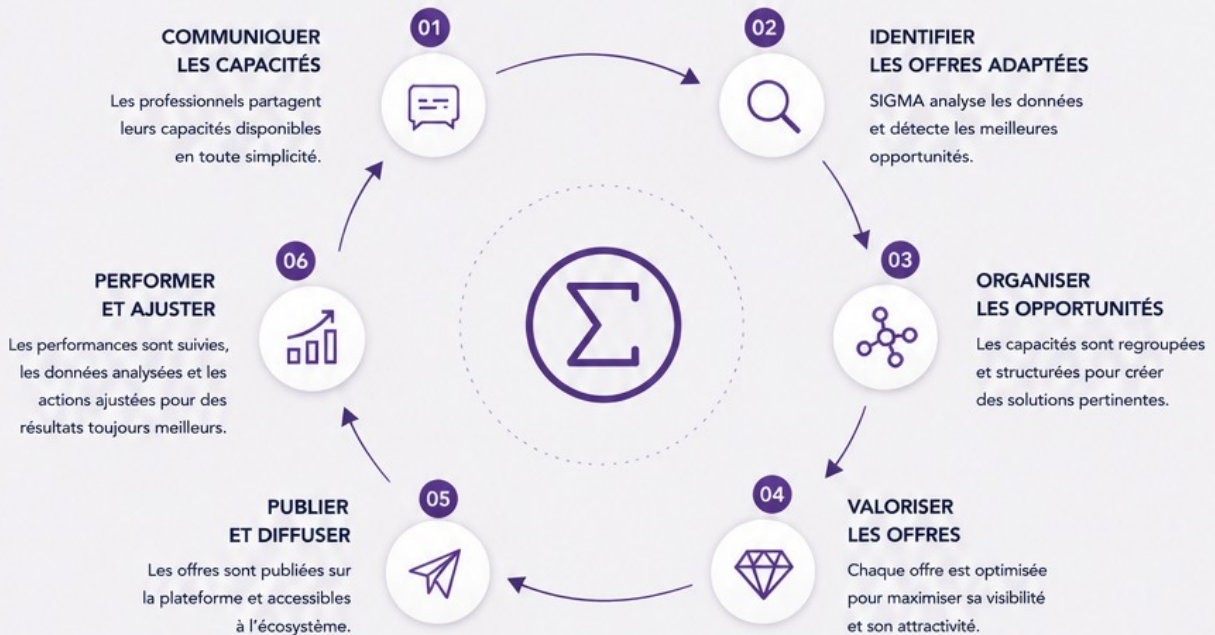 01
COMMUNIQUER
LES CAPACITÉS
Les professionnels partagent
leurs capacités disponibles
en toute simplicité.
02
IDENTIFIER
LES OFFRES ADAPTÉES
SIGMA analyse les données
et détecte les meilleures
opportunités.
03
ORGANISER
LES OPPORTUNITÉS
Les capacités sont regroupées
et structurées pour créer
des solutions pertinentes.
04
VALORISER
LES OFFRES
Chaque offre est optimisée
pour maximiser sa visibilité
et son attractivité.
05
PUBLIER
ET DIFFUSER
Les offres sont publiées sur
la plateforme et accessibles
à l'écosystème.
06
PERFORMER
ET AJUSTER
Les performances sont suivies,
les données analysées et les
actions ajustées pour des
résultats toujours meilleurs.
Σ